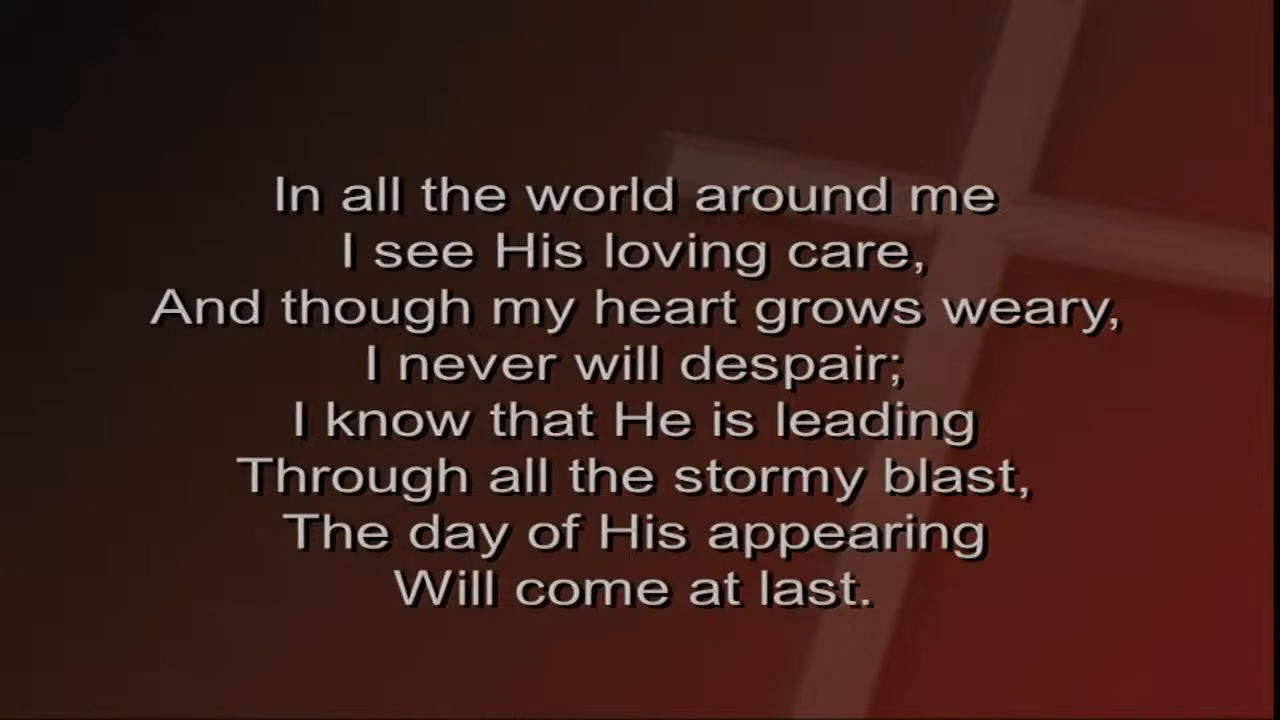 In all the world around me
I see His loving care,
And though my heart grows weary,
I never will despair;
I know that He is leading
Through all the stormy blast,
The day of His appearing
Will come at last.